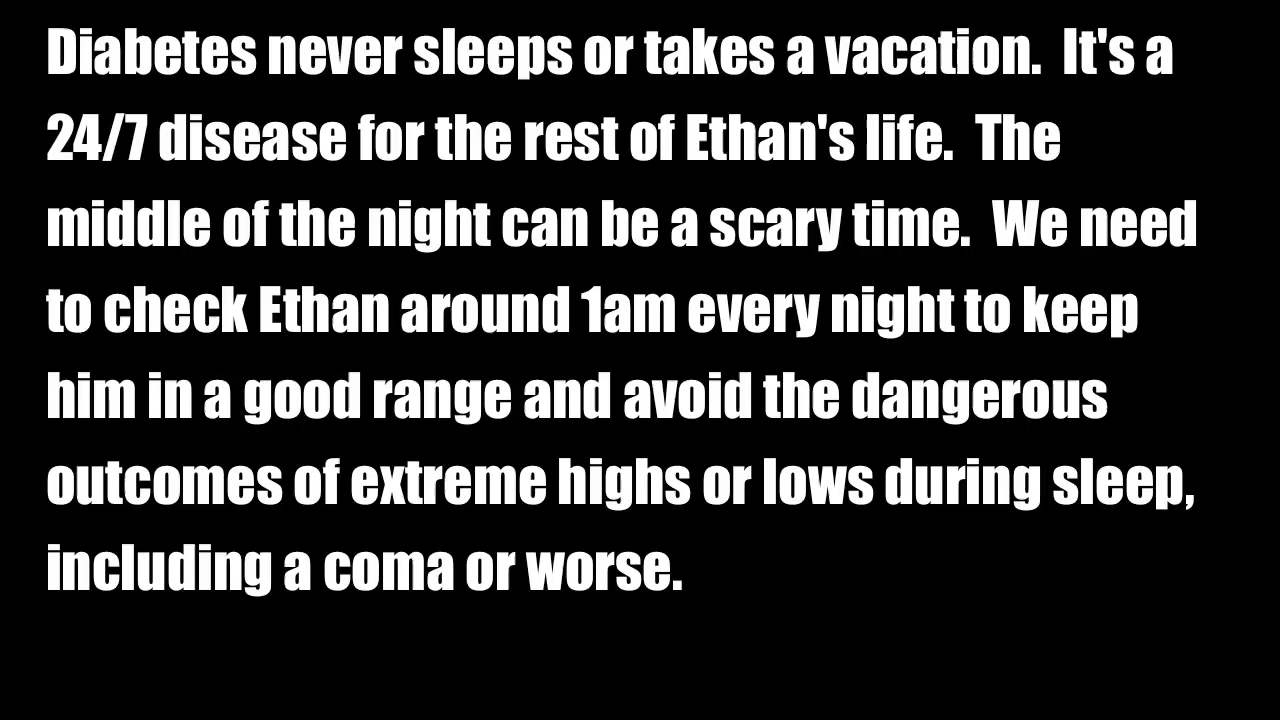 Diabetes never sleeps or takes a vacation.  It's a
24/7 disease for the rest of Ethan's life.  The
middle of the night can be a scary time.  We need
to check Ethan around 1am every night to keep
him in a good range and avoid the dangerous
outcomes of extreme highs or lows during sleep,
including a coma or worse.